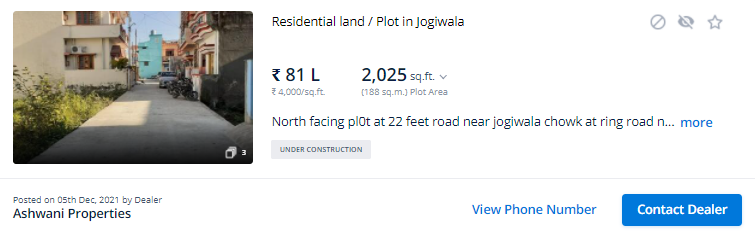 Residential land / Plot in Jogiwala
₹ 81 L
₹ 4,000/sq.ft.
2,025 sq.ft.
(188 sq.m.) Plot Area
North facing pl0t at 22 feet road near jogiwala chowk at ring road n... more
UNDER CONSTRUCTION
3
Posted on 05th Dec, 2021 by Dealer
Ashwani Properties
View Phone Number
Contact Dealer